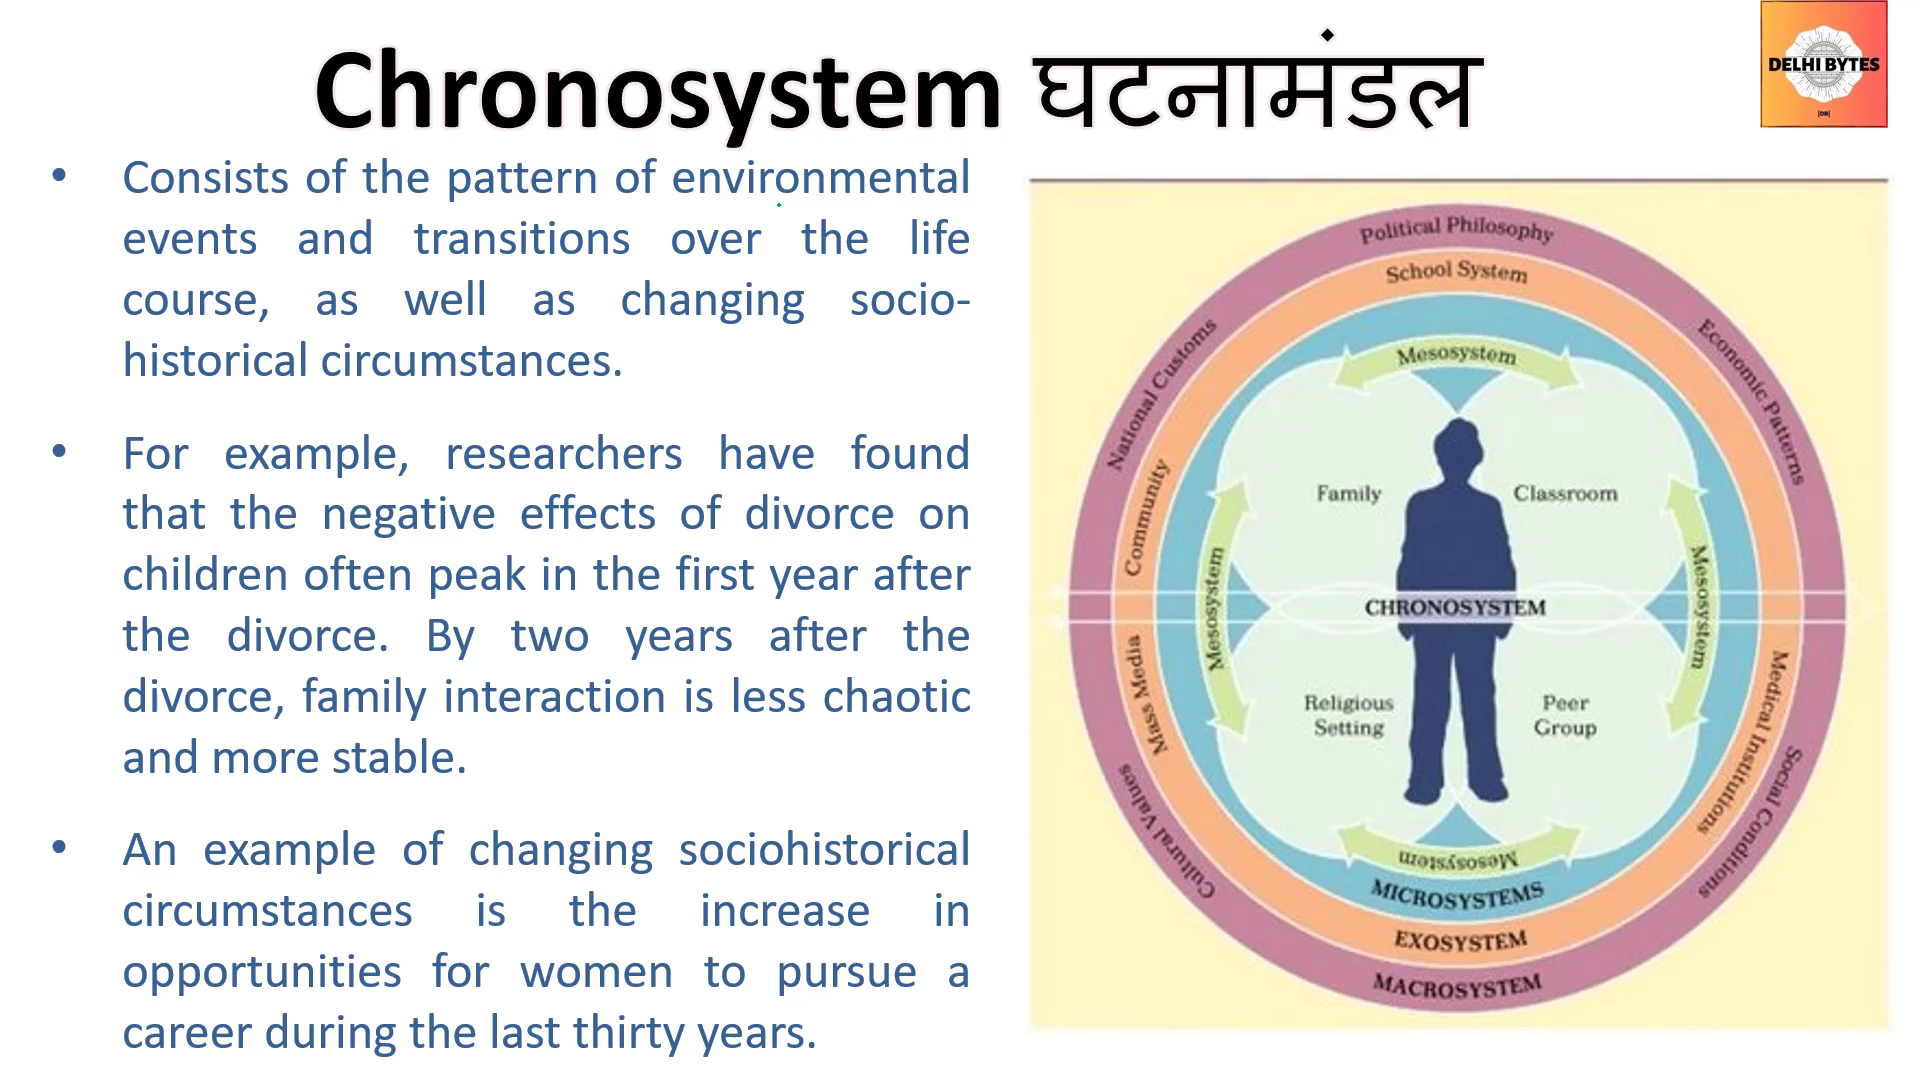 Chronosystem घटनामंडल
DELHI BYTES
|DB|
• Consists of the pattern of environmental
events and transitions over the life
course, as well as changing socio-
historical circumstances.
• For example, researchers have found
that the negative effects of divorce on
children often peak in the first year after
the divorce. By two years after the
divorce, family interaction is less chaotic
and more stable.
• An example of changing sociohistorical
circumstances is the increase in
opportunities for women to pursue a
career during the last thirty years.
Political Philosophy
School System
National Customs
Economic Patterns
Mesosystem
Community
Family
Classroom
Mesosystem
Mesosystem
CHRONOSYSTEM
Mass Media
Medical Institutions
Religious
Setting
Peer
Group
Cultural Values
Social Conditions
Mesosystem
MICROSYSTEMS
EXOSYSTEM
MACROSYSTEM